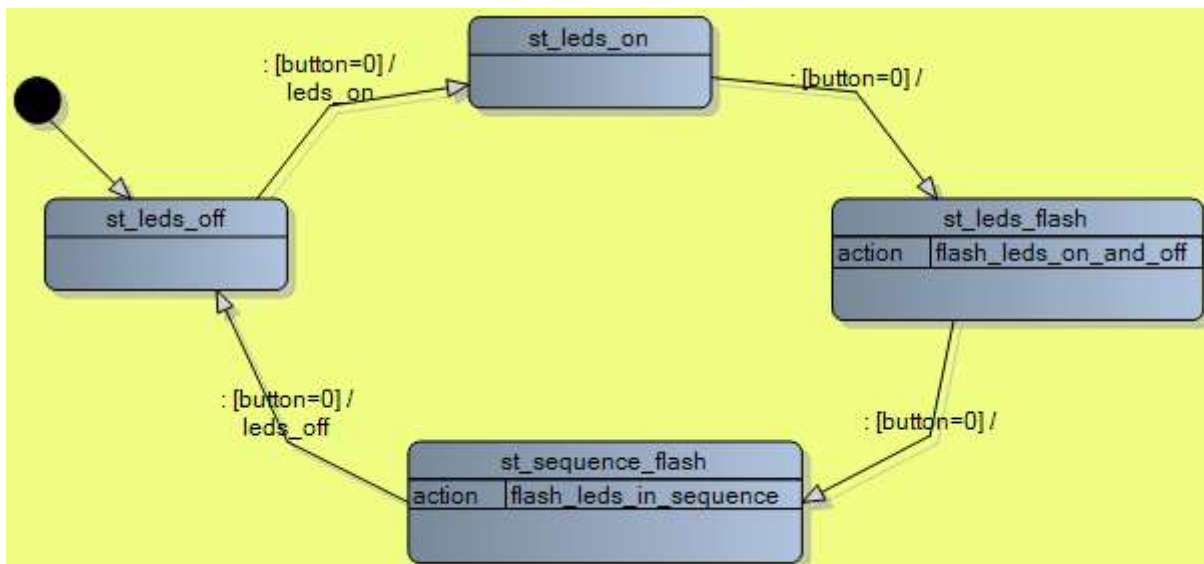 st_leds_on
: [button=0] /
leds_on
: [button=0] /
st_leds_off
st_leds_flash
action flash_leds_on_and_off
: [button=0] /
leds_off
: [button=0] /
st_sequence_flash
action flash_leds_in_sequence